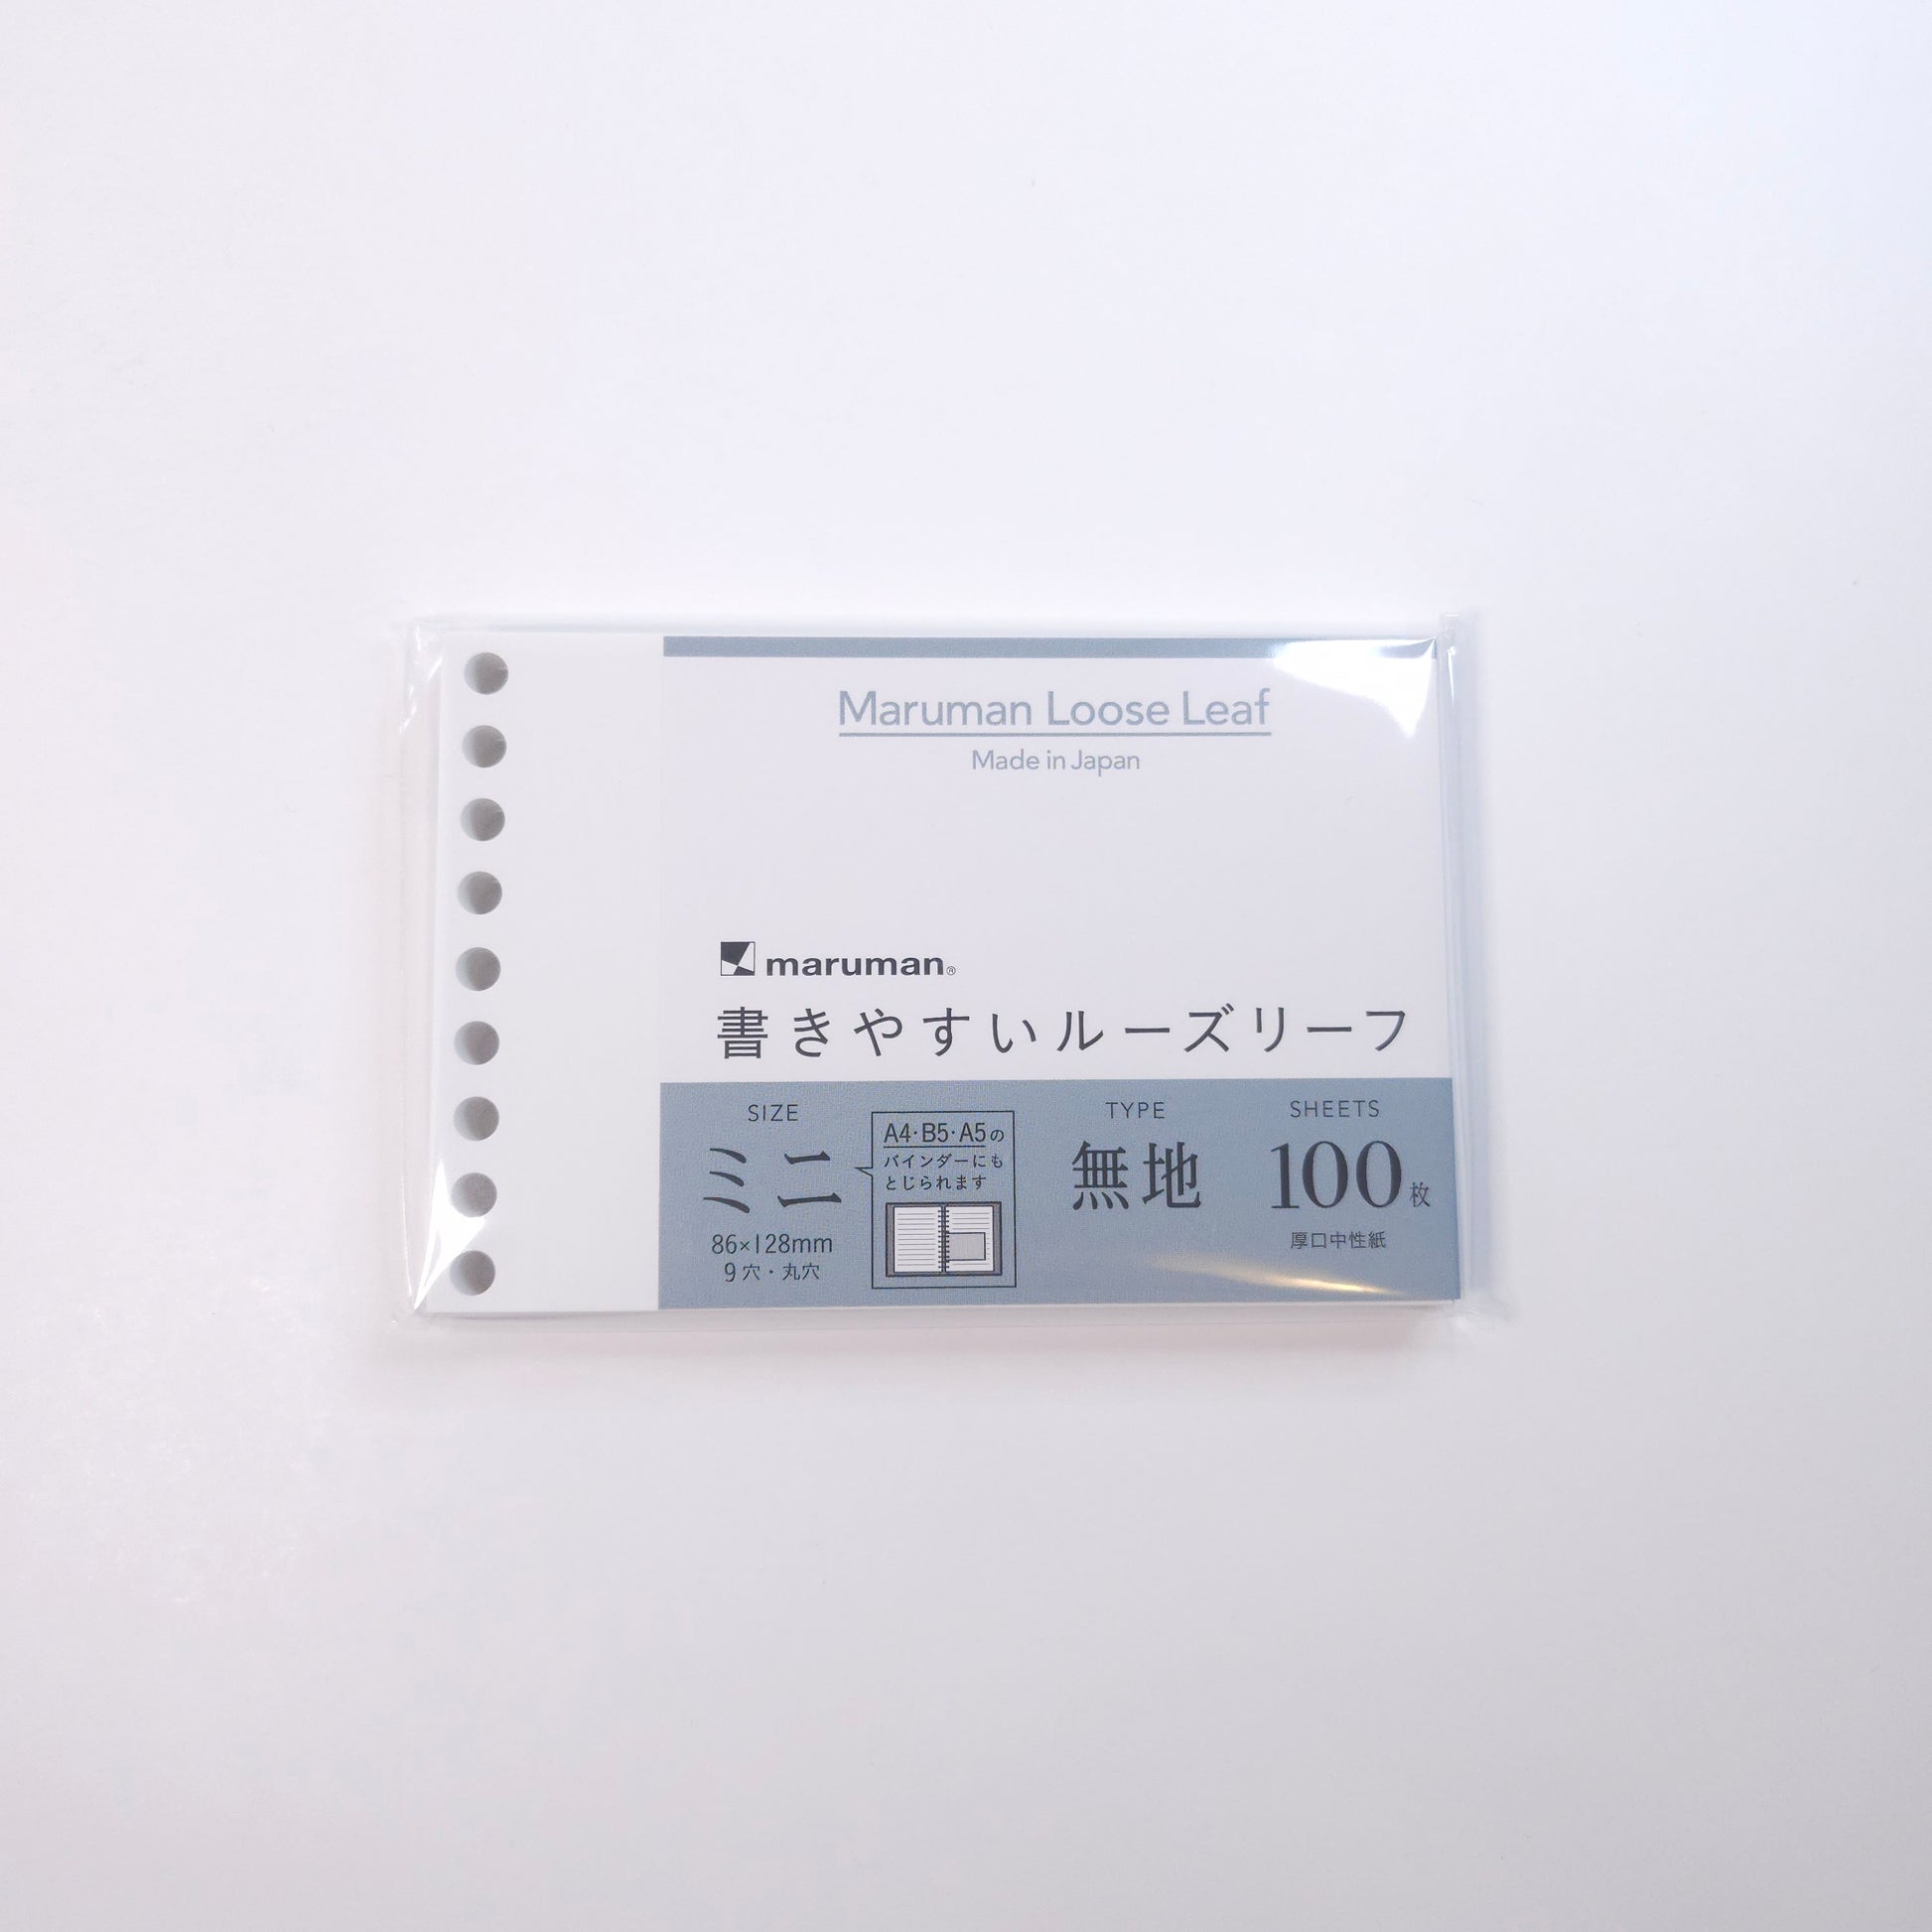 Maruman Loose Leaf
Made in Japan
maruman®
書きやすいルーズリーフ
SIZE
ミニ
86×128mm
9穴・丸穴
A4・B5・A5の
バインダーにも
とじられます
TYPE
無地
SHEETS
100枚
厚口中性紙